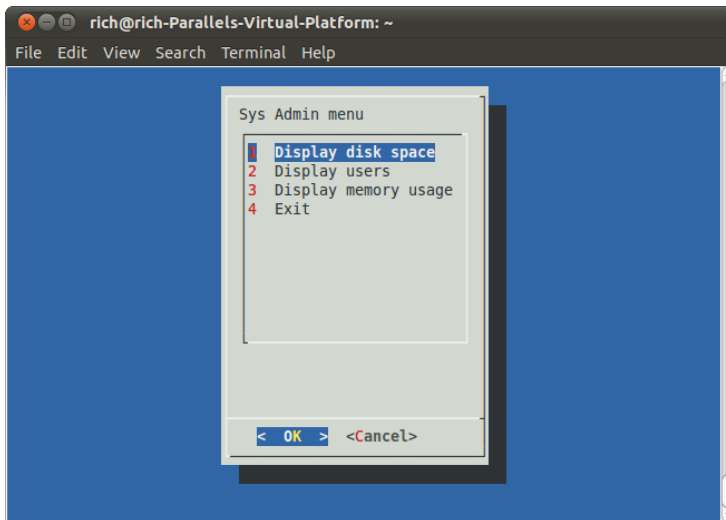 rich@rich-Parallels-Virtual-Platform: ~
File Edit View Search Terminal Help
Sys Admin menu
1 Display disk space
2 Display users
3 Display memory usage
4 Exit
< OK > <Cancel>